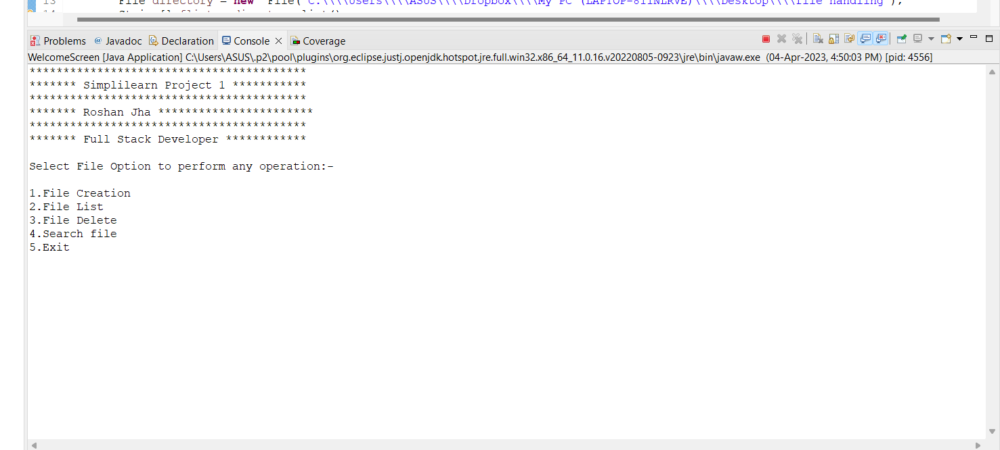 13 File directory = new File("C:\\\\Users\\\\ASUS\\\\Dropbox\\\\My PC (LAPTOP-\\\\Desktop\\\\file handling");
14 String[] flist = directory.list();
Problems @ Javadoc Declaration Console Coverage
WelcomeScreen [Java Application] C:\Users\ASUS\.p2\pool\plugins\org.eclipse.justj.openjdk.hotspot.jre.full.win32.x86_64_11.0.16.v20220805-0923\jre\bin\javaw.exe (04-Apr-2023, 4:50:03 PM) [pid: 4556]
*****************************************
******* Simplilearn Project 1 ***********
*****************************************
******* Roshan Jha ***********************
*****************************************
******* Full Stack Developer ************
Select File Option to perform any operation:-
1.File Creation
2.File List
3.File Delete
4.Search file
5.Exit